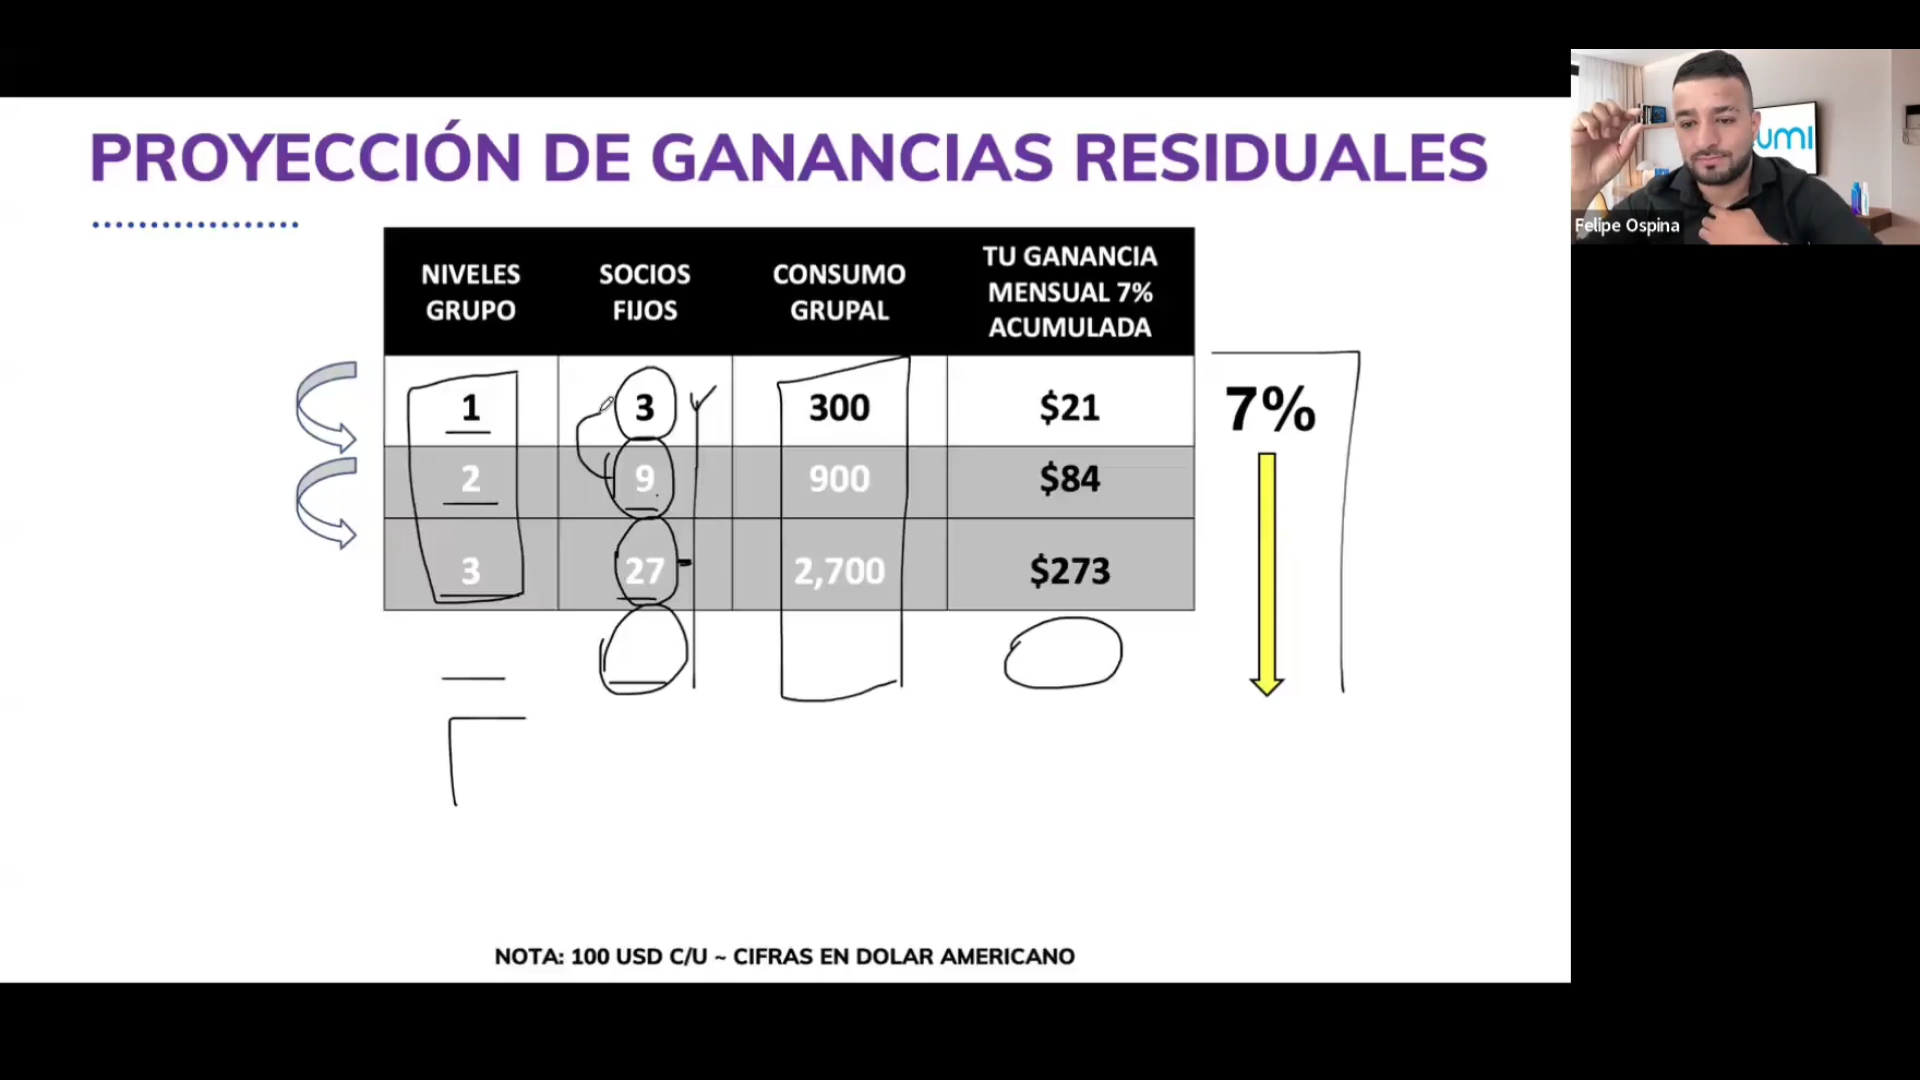 PROYECCIÓN DE GANANCIAS RESIDUALES
NIVELES GRUPO
SOCIOS FIJOS
CONSUMO GRUPAL
TU GANANCIA MENSUAL 7% ACUMULADA
1 3 300 $21
2 9 900 $84
3 27 2,700 $273
7%
NOTA: 100 USD C/U ~ CIFRAS EN DOLAR AMERICANO
umi
Felipe Ospina